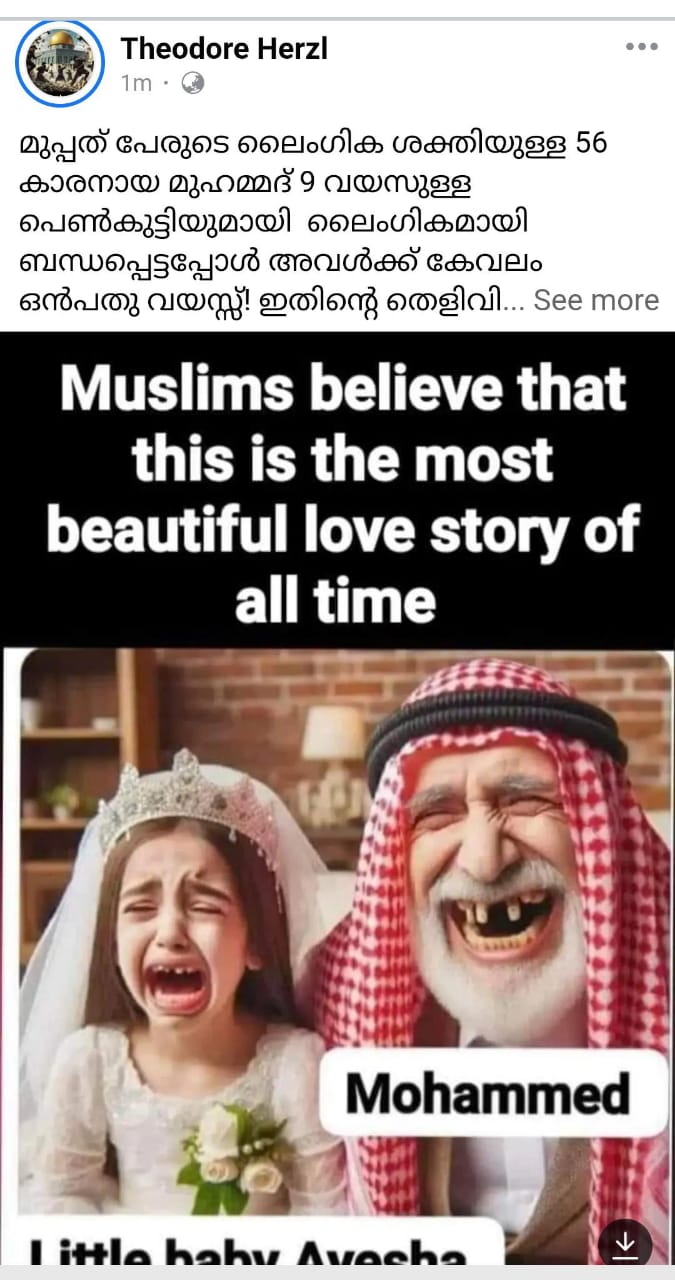 Theodore Herzl
1m ·
മുപ്പത് പേരുടെ ലൈംഗിക ശക്തിയുള്ള 56
കാരനായ മുഹമ്മദ് 9 വയസുള്ള
പെൺകുട്ടിയുമായി ലൈംഗികമായി
ബന്ധപ്പെട്ടപ്പോൾ അവൾക്ക് കേവലം
ഒൻപതു വയസ്സ്! ഇതിന്റെ തെളിവി... See more
Muslims believe that
this is the most
beautiful love story of
all time
Mohammed
Little baby Ayesha